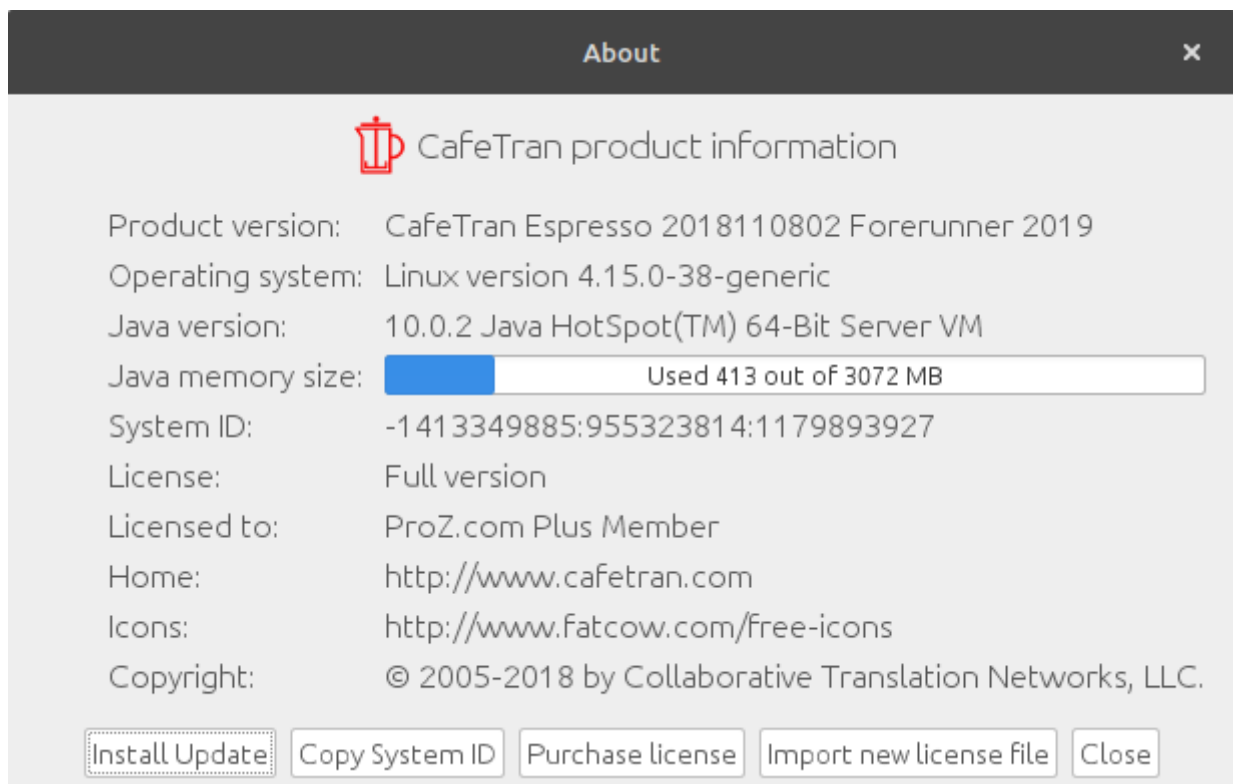 About
CafeTran product information
Product version: CafeTran Espresso 2018110802 Forerunner 2019
Operating system: Linux version 4.15.0-38-generic
Java version: 10.0.2 Java HotSpot(TM) 64-Bit Server VM
Java memory size: Used 413 out of 3072 MB
System ID: -1413349885:955323814:1179893927
License: Full version
Licensed to: ProZ.com Plus Member
Home: http://www.cafetran.com
Icons: http://www.fatcow.com/free-icons
Copyright: © 2005-2018 by Collaborative Translation Networks, LLC.
Install Update Copy System ID Purchase license Import new license file Close